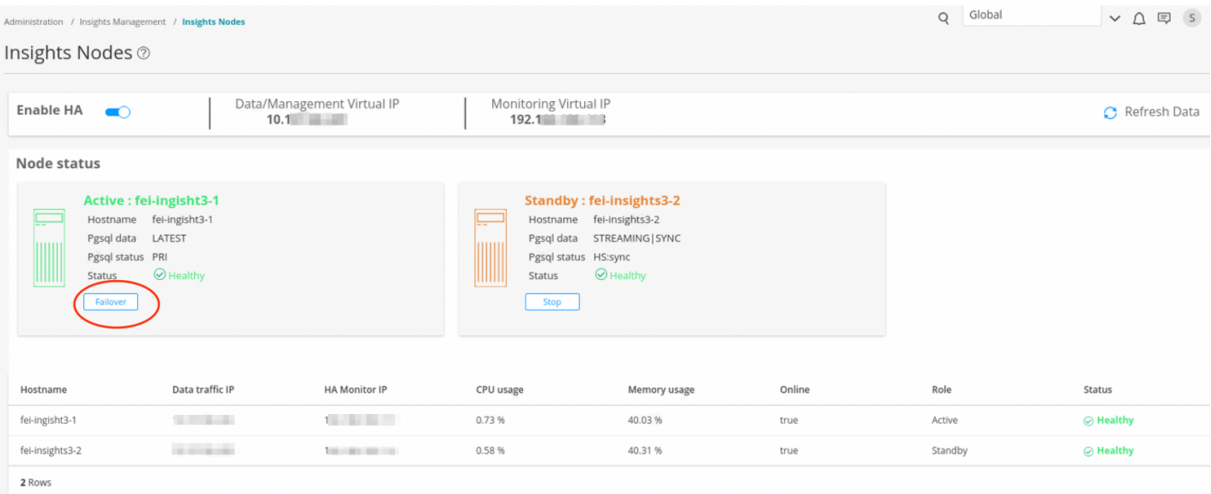 Administration / Insights Management / Insights Nodes
Global
S
Insights Nodes ?
Enable HA
Data/Management Virtual IP
10.1
Monitoring Virtual IP
192.1
Refresh Data
Node status
Active : fei-ingisht3-1
Hostname fei-ingisht3-1
Pgsql data LATEST
Pgsql status PRI
Status Healthy
Failover
Standby : fei-insights3-2
Hostname fei-insights3-2
Pgsql data STREAMING|SYNC
Pgsql status HS:sync
Status Healthy
Stop
Hostname Data traffic IP HA Monitor IP CPU usage Memory usage Online Role Status
fei-ingisht3-1 0.73 % 40.03 % true Active Healthy
fei-insights3-2 0.58 % 40.31 % true Standby Healthy
2 Rows